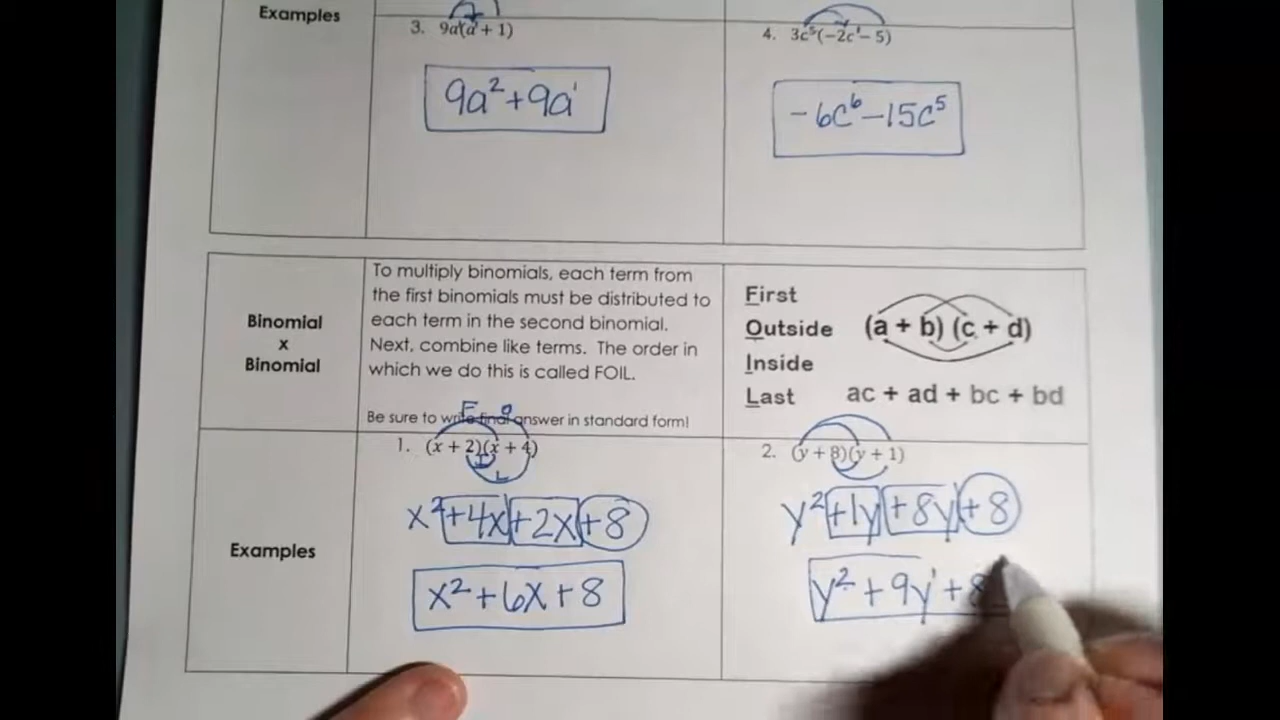 Examples
3. 9a(a¹ + 1)
9a² + 9a¹
4. 3c⁵(−2c¹ − 5)
-6c⁶ - 15c⁵
Binomial
x
Binomial
To multiply binomials, each term from
the first binomials must be distributed to
each term in the second binomial.
Next, combine like terms. The order in
which we do this is called FOIL.
Be sure to write final answer in standard form!
First
Outside
Inside
Last
(a + b) (c + d)
ac + ad + bc + bd
Examples
F O
1. (x + 2)(x + 4)
I
L
x² + 4x + 2x + 8
x² + 6x + 8
2. (y + 8)(y + 1)
y² + 1y + 8y + 8
y² + 9y¹ + 8